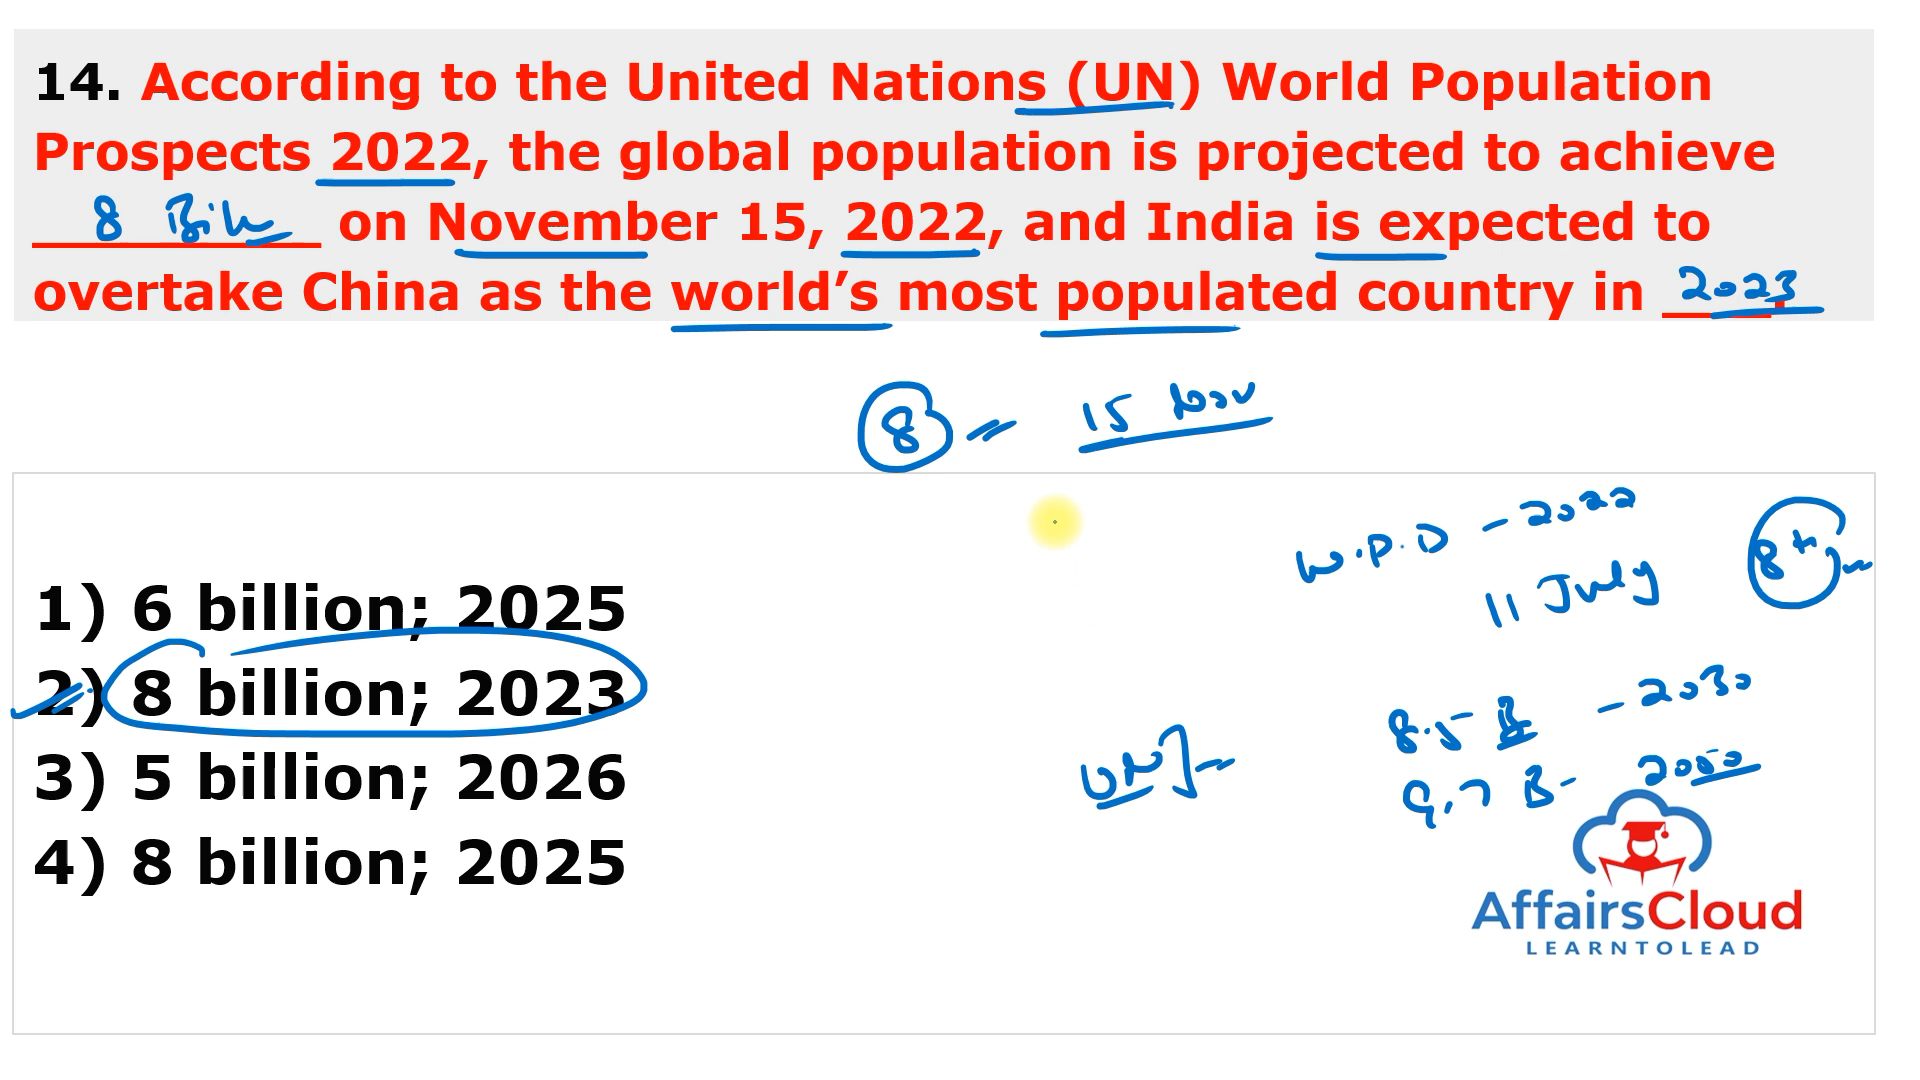 14. According to the United Nations (UN) World Population
Prospects 2022, the global population is projected to achieve
8 Bil on November 15, 2022, and India is expected to
overtake China as the world’s most populated country in 2023.
8 15 Nov
W.P.D - 2022
11 July
8th
1) 6 billion; 2025
2) 8 billion; 2023
3) 5 billion; 2026
4) 8 billion; 2025
UN]
8.5 B - 2030
9.7 B - 2050
AffairsCloud
LEARNTOLEAD